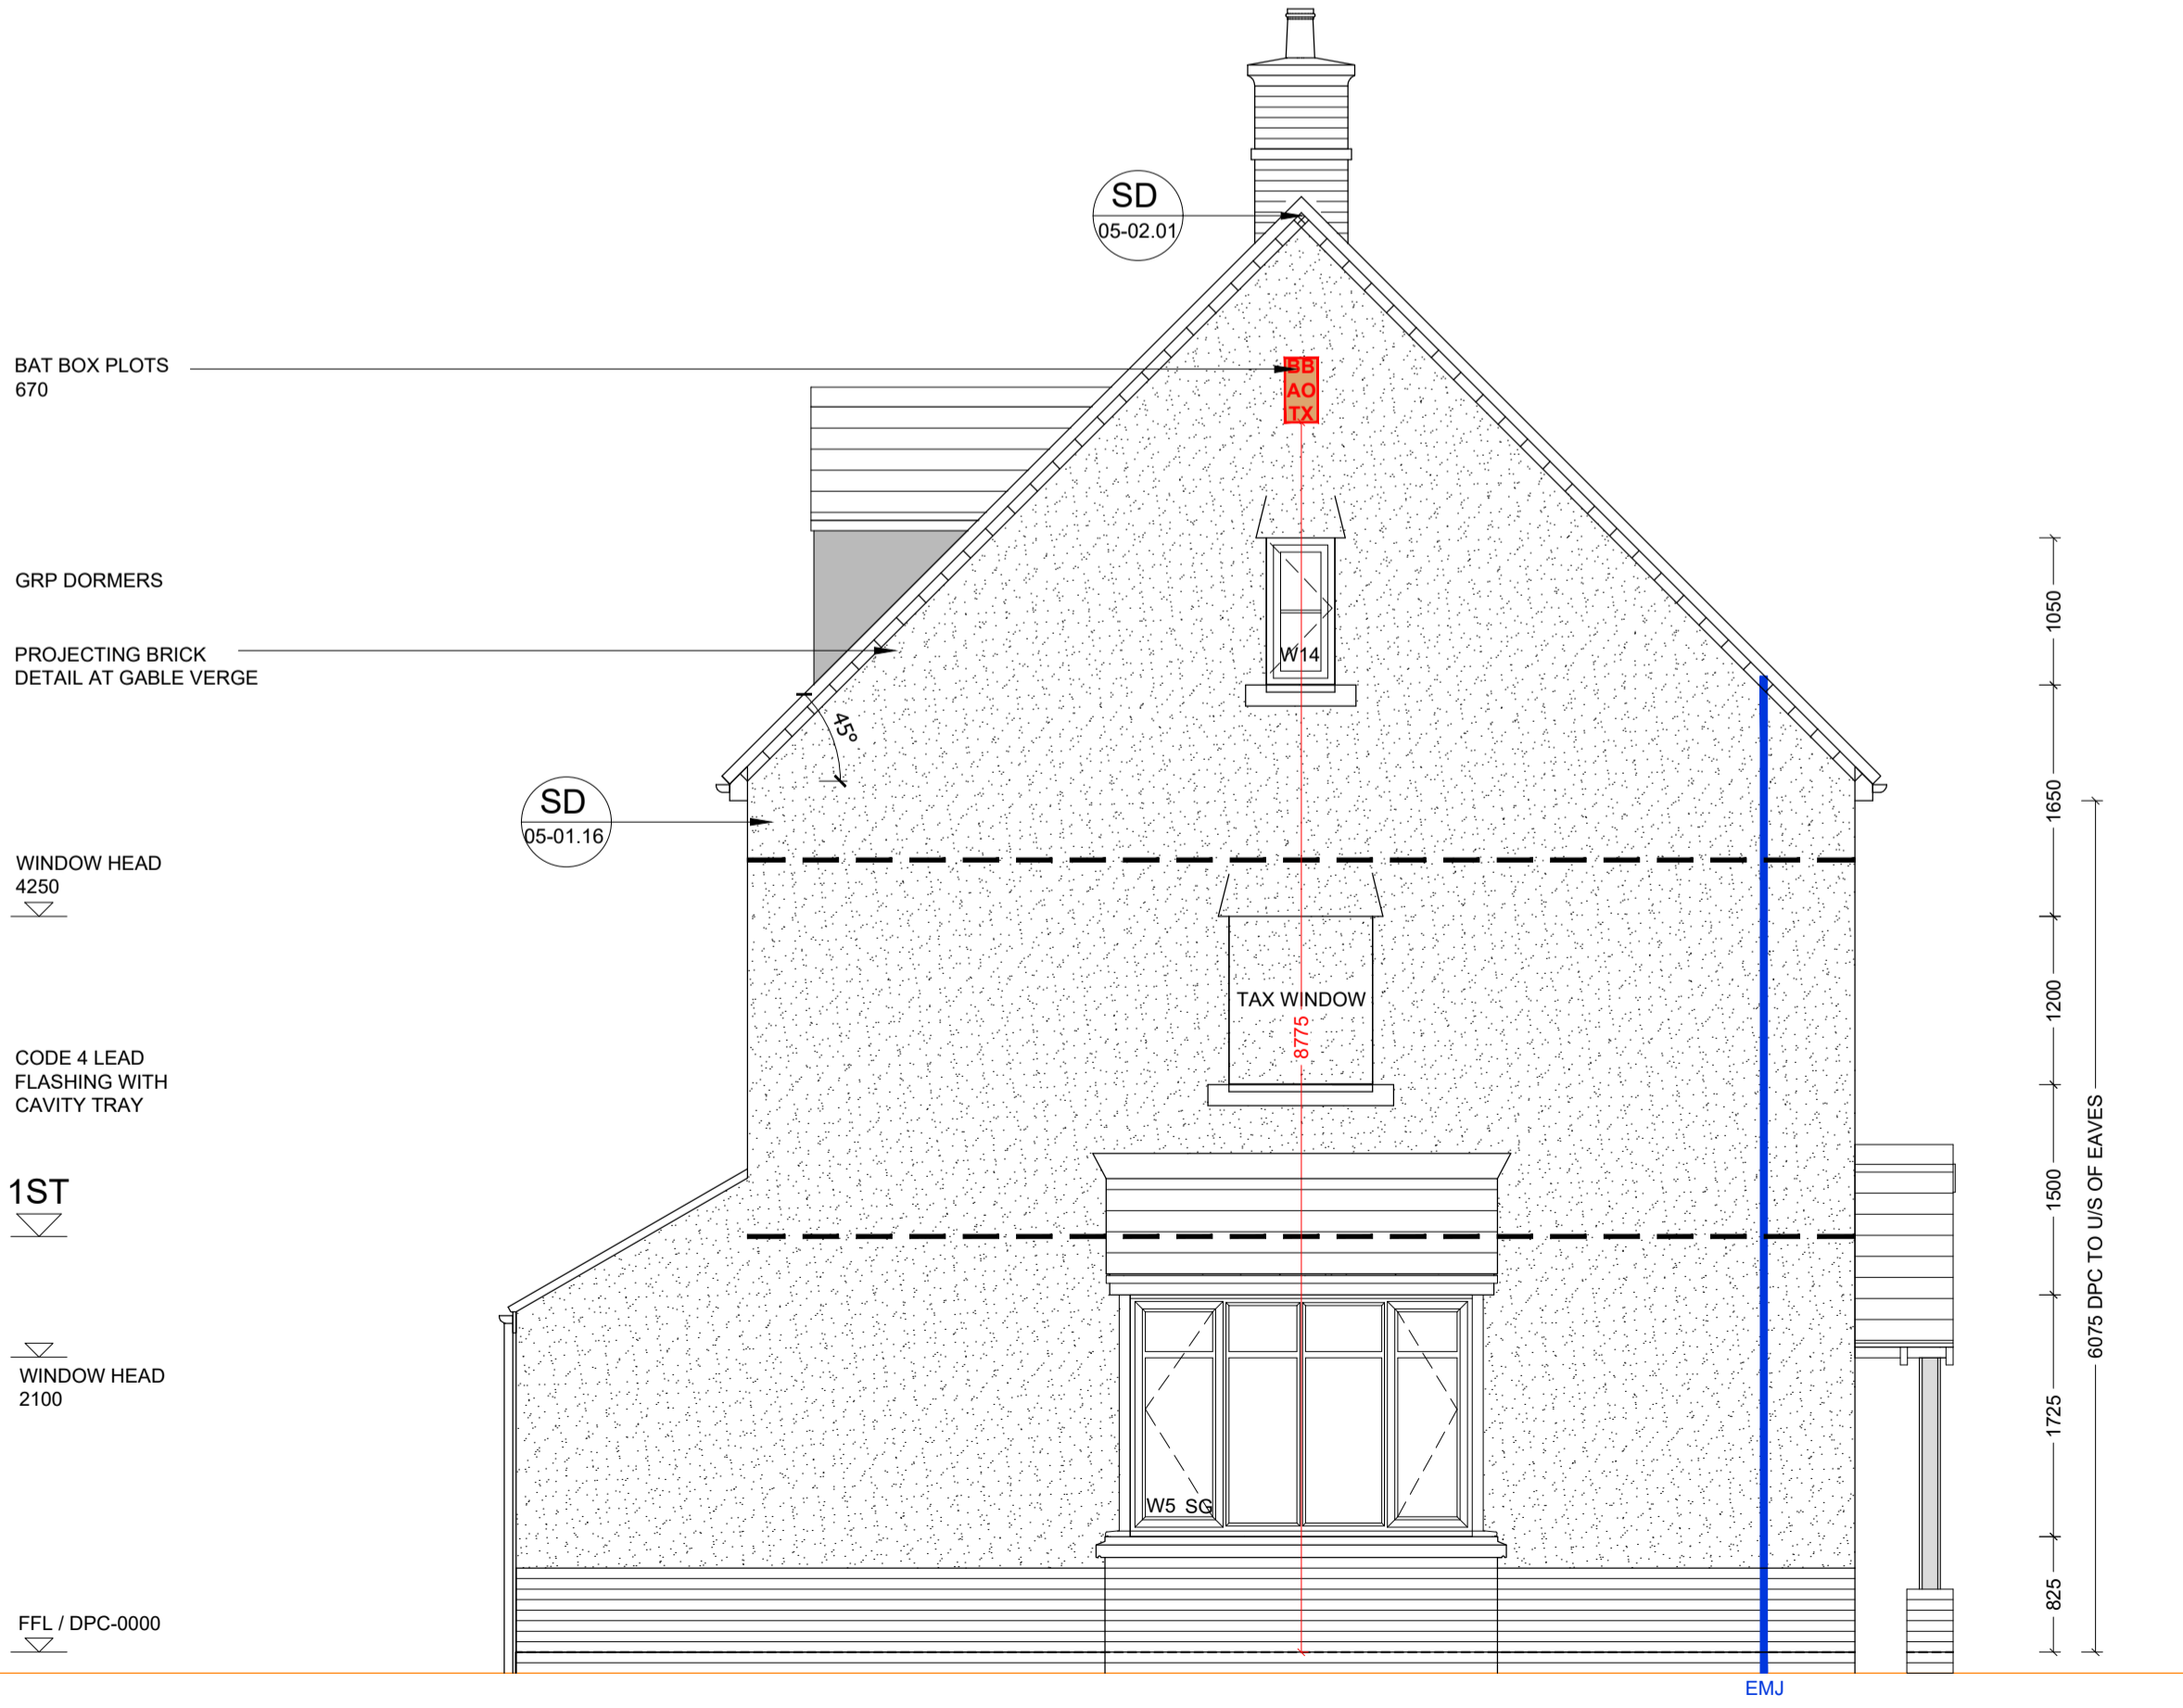 SD
05-02.01
BAT BOX PLOTS
670
BB
AO
TX
GRP DORMERS
PROJECTING BRICK
DETAIL AT GABLE VERGE
W14
1050
45°
SD
05-01.16
1650
WINDOW HEAD
4250
TAX WINDOW
8775
1200
CODE 4 LEAD
FLASHING WITH
CAVITY TRAY
1ST
1500
6075 DPC TO U/S OF EAVES
WINDOW HEAD
2100
1725
W5 SG
825
FFL / DPC-0000
EMJ